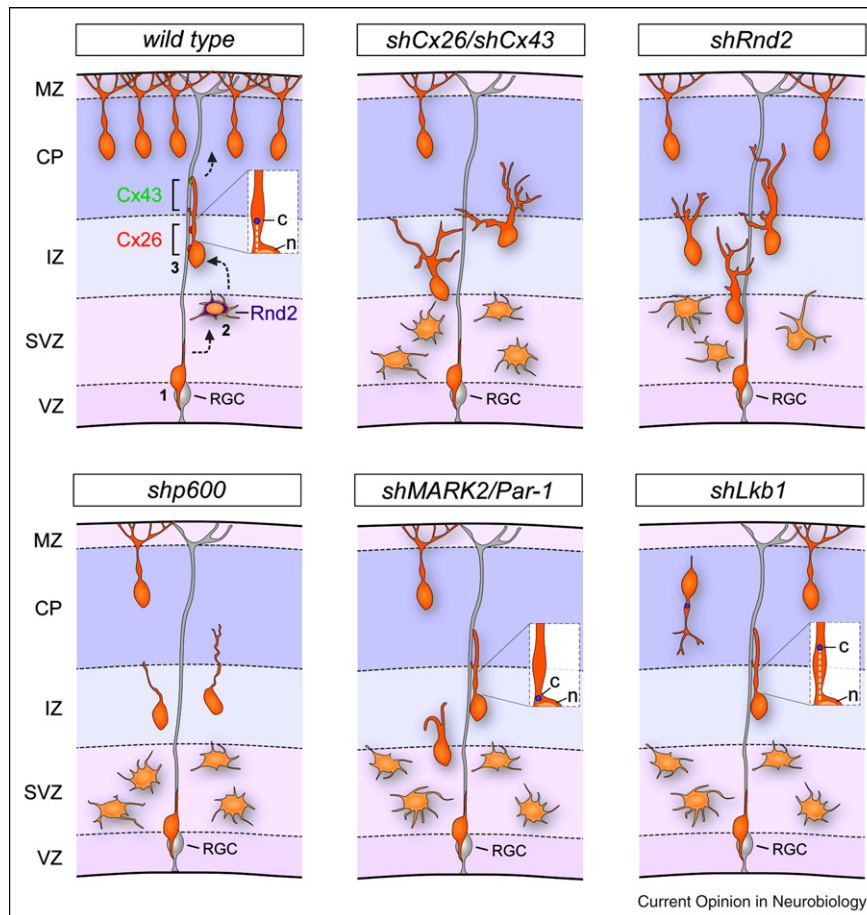 wild type
shCx26/shCx43
shRnd2
MZ
CP
IZ
SVZ
VZ
Cx43
Cx26
c
n
3
2
Rnd2
1
RGC
RGC
RGC
shp600
shMARK2/Par-1
shLkb1
MZ
CP
IZ
SVZ
VZ
RGC
c
n
RGC
c
n
RGC
Current Opinion in Neurobiology